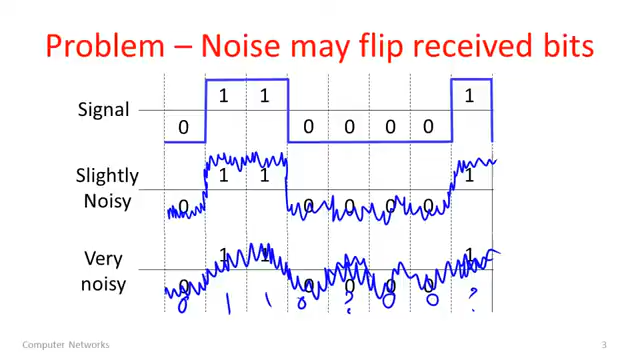 Problem – Noise may flip received bits
Signal
0 1 1 0 0 0 0 1
Slightly
Noisy
0 1 1 0 0 0 0 1
Very
noisy
0 1 1 0 0 0 0 1
0 1 1 0 ? 0 0 ?
Computer Networks
3